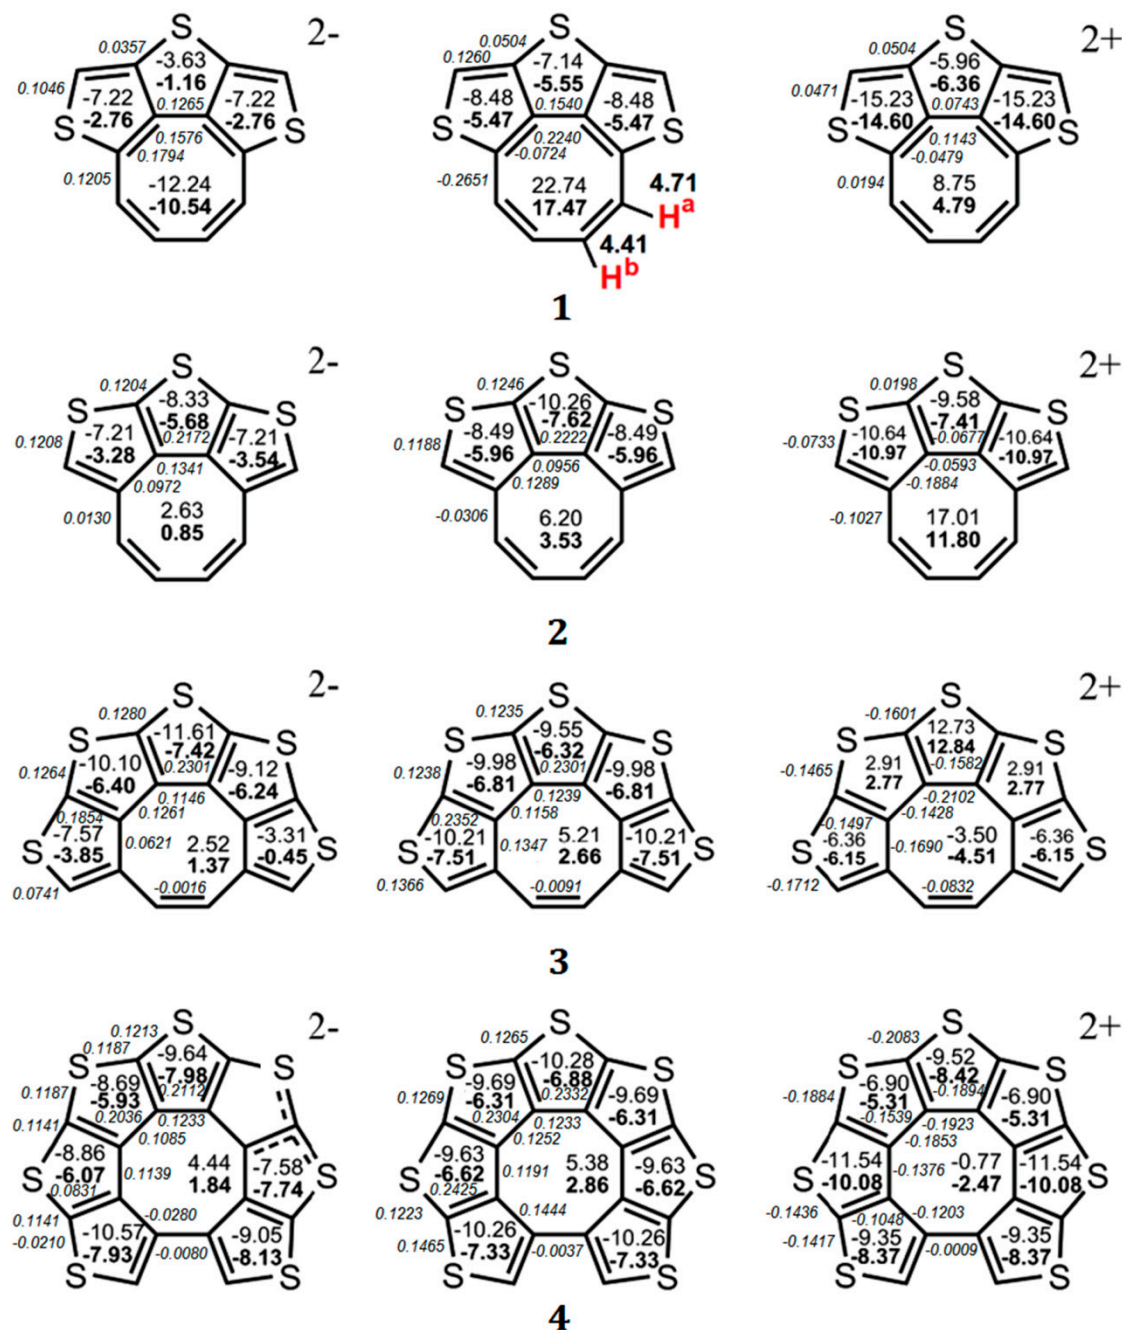 S S S
2- 2+
0.0357 0.0504 0.0504
-3.63 -7.14 -5.96
0.1046 -1.16 0.1260 -5.55 0.0471 -6.36
-7.22 0.1265 -7.22 -8.48 0.1540 -8.48 -15.23 0.0743 -15.23
S -2.76 -2.76 S S -5.47 -5.47 S S -14.60 -14.60 S
0.1576 0.2240 0.1143
0.1794 -0.0724 -0.0479
0.1205 -12.24 -0.2651 22.74 4.71 0.0194 8.75
-10.54 17.47 Ha 4.79
4.41
Hb
1
S S S
2- 2+
0.1204 0.1246 0.0198
S -8.33 S S -10.26 S S -9.58 S
-5.68 -7.62 -7.41
0.1208 -7.21 0.2172 -7.21 0.1188 -8.49 0.2222 -8.49 -0.0733 -10.64 -0.0677 -10.64
-3.28 -3.54 -5.96 -5.96 -10.97 -10.97
0.1341 0.0956 -0.0593
0.0972 0.1289 -0.1884
0.0130 2.63 -0.0306 6.20 -0.1027 17.01
0.85 3.53 11.80
2
S S S
2- 2+
0.1280 0.1235 -0.1601
S -11.61 S S -9.55 S S 12.73 S
-7.42 -6.32 12.84
0.1264 -10.10 0.2301 -9.12 0.1238 -9.98 0.2301 -9.98 -0.1465 2.91 -0.1582 2.91
-6.40 -6.24 -6.81 -6.81 2.77 2.77
0.1146 0.1239 -0.2102
0.1854 0.1261 0.2352 0.1158 -0.1497 -0.1428
S -7.57 0.0621 2.52 -3.31 S S -10.21 0.1347 5.21 -10.21 S S -6.36 -0.1690 -3.50 -6.36 S
-3.85 1.37 -0.45 -7.51 2.66 -7.51 -6.15 -4.51 -6.15
0.0741 -0.0016 0.1366 -0.0091 -0.1712 -0.0832
3
S S S
2- 2+
0.1213 0.1265 -0.2083
0.1187 -9.64 -10.28 -9.52
S -7.98 S S -6.88 S S -8.42 S
0.1187 -8.69 0.2112 0.1269 -9.69 0.2332 -9.69 -0.1884 -6.90 -0.1894 -6.90
-5.93 -6.31 -6.31 -5.31 -5.31
0.1141 0.2036 0.1233 0.2304 0.1233 -0.1539 -0.1923
0.1085 0.1252 -0.1853
S -8.86 0.1139 4.44 -7.58 S S -9.63 0.1191 5.38 -9.63 S S -11.54 -0.1376 -0.77 -11.54 S
-6.07 1.84 -7.74 -6.62 2.86 -6.62 -10.08 -2.47 -10.08
0.0831 0.2425
0.1141 -0.0280 0.1223 0.1444 -0.1436 -0.1048 -0.1203
-0.0210 -10.57 -0.0080 -9.05 0.1465 -10.26 -0.0037 -10.26 -0.1417 -9.35 -0.0009 -9.35
S -7.93 -8.13 S S -7.33 -7.33 S S -8.37 -8.37 S
4